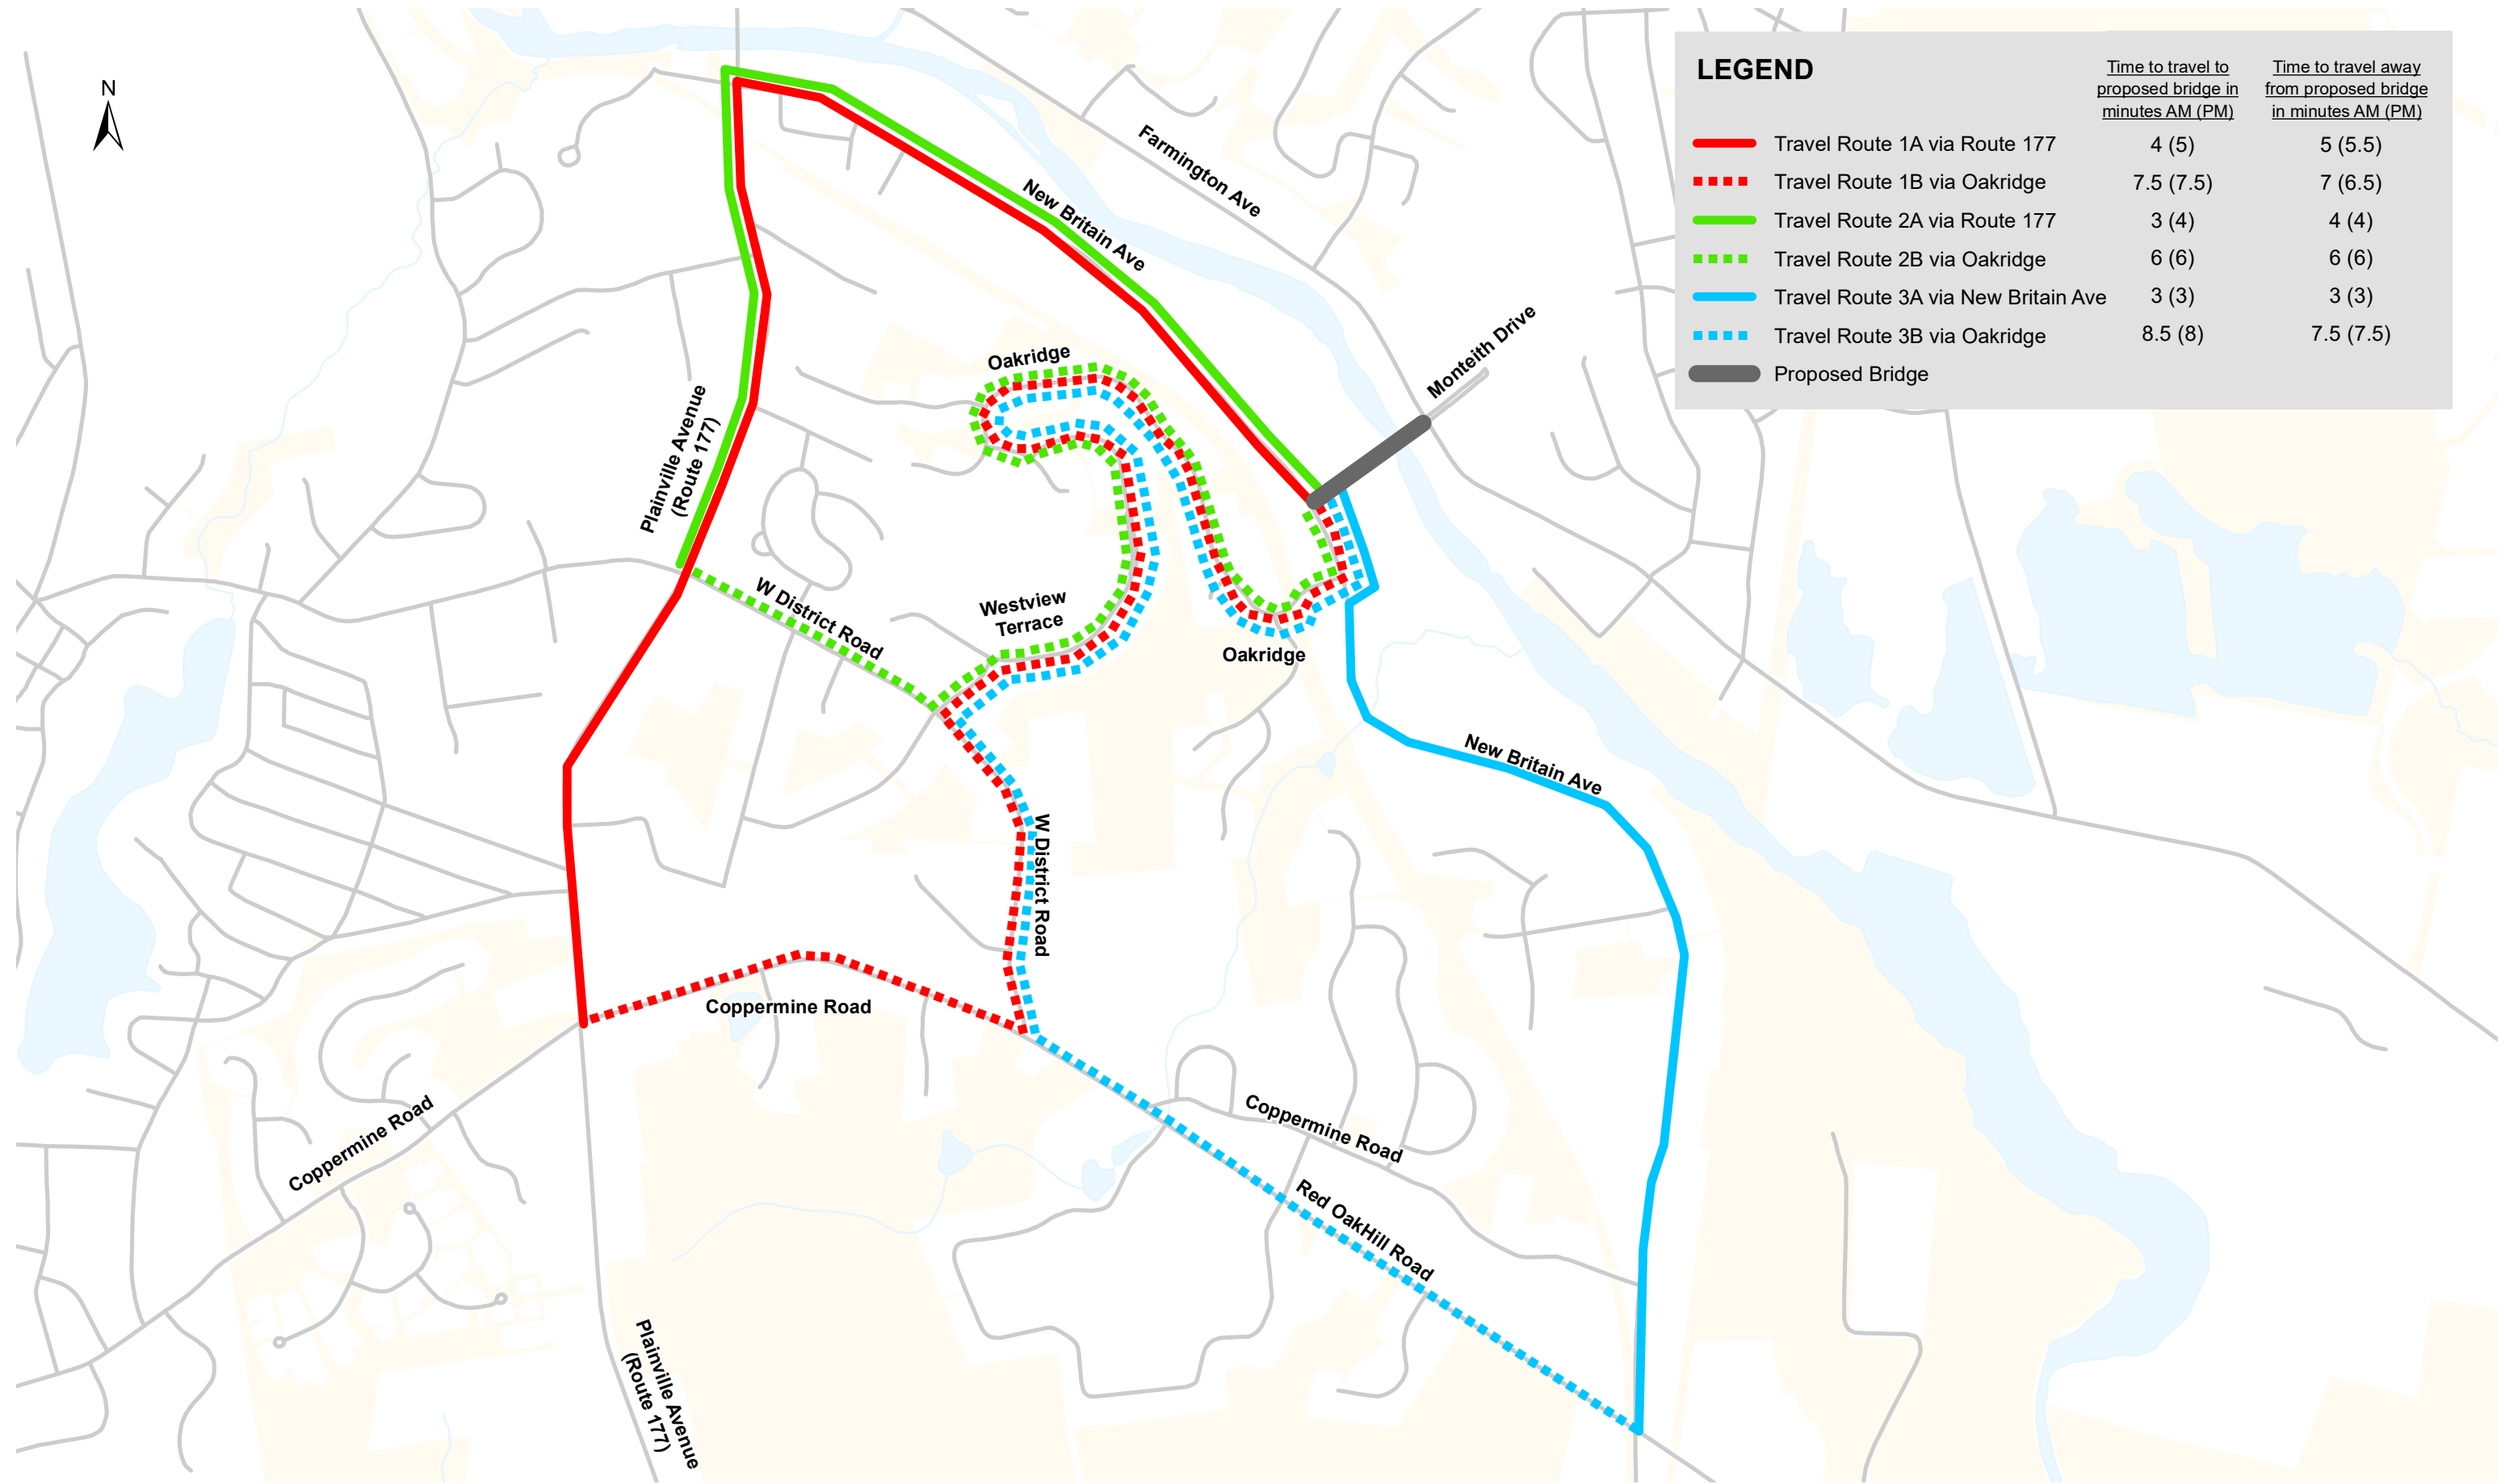 N
LEGEND
Time to travel to
proposed bridge in
minutes AM (PM)
Time to travel away
from proposed bridge
in minutes AM (PM)
Travel Route 1A via Route 177 4 (5) 5 (5.5)
Travel Route 1B via Oakridge 7.5 (7.5) 7 (6.5)
Travel Route 2A via Route 177 3 (4) 4 (4)
Travel Route 2B via Oakridge 6 (6) 6 (6)
Travel Route 3A via New Britain Ave 3 (3) 3 (3)
Travel Route 3B via Oakridge 8.5 (8) 7.5 (7.5)
Proposed Bridge
Farmington Ave
New Britain Ave
Monteith Drive
Oakridge
Plainville Avenue
(Route 177)
W District Road
Westview
Terrace
Oakridge
New Britain Ave
W District Road
Coppermine Road
Coppermine Road
Coppermine Road
Red OakHill Road
Plainville Avenue
(Route 177)